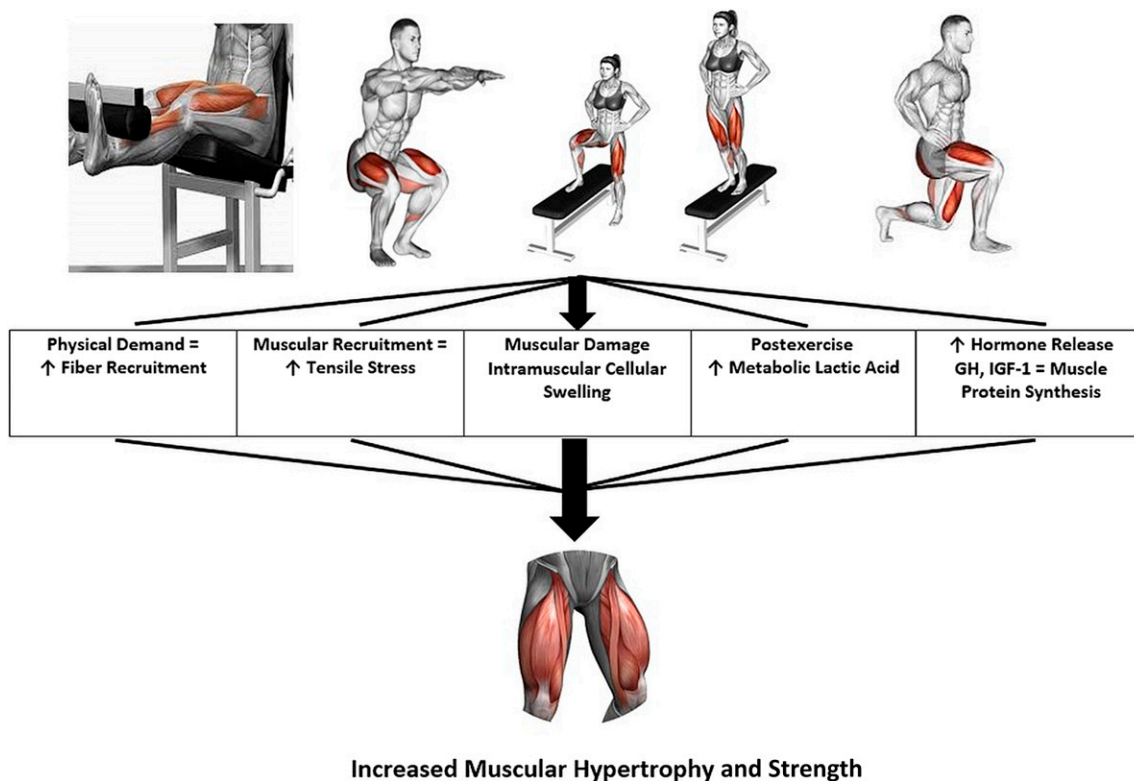 Physical Demand =
↑ Fiber Recruitment
Muscular Recruitment =
↑ Tensile Stress
Muscular Damage
Intramuscular Cellular
Swelling
Postexercise
↑ Metabolic Lactic Acid
↑ Hormone Release
GH, IGF-1 = Muscle
Protein Synthesis
Increased Muscular Hypertrophy and Strength